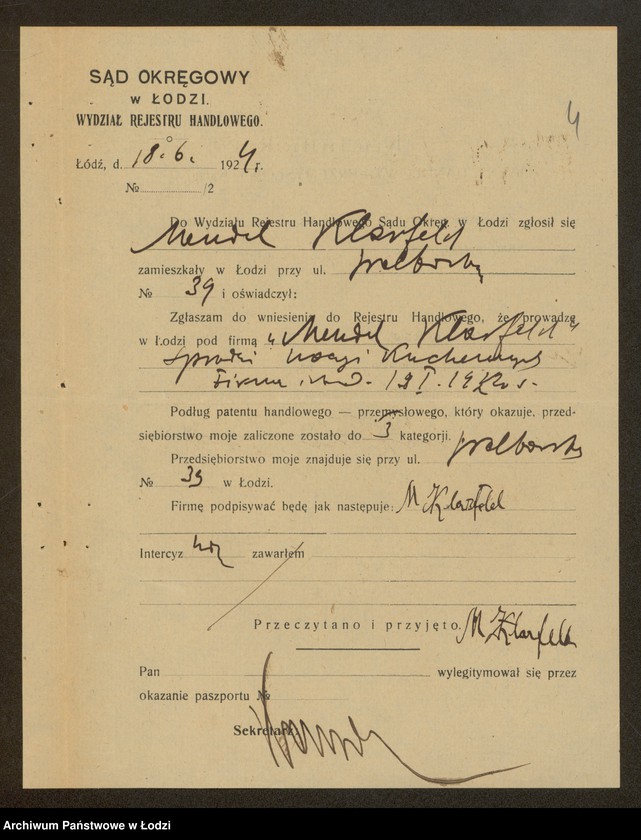 4
SĄD OKRĘGOWY
w ŁODZI.
WYDZIAŁ REJESTRU HANDLOWEGO.
Łódź, d. 18.6. 1924 r.
№ /2
Do Wydziału Rejestru Handlowego Sądu Okręg. w Łodzi zgłosił się
Mendel Klarfeld
zamieszkały w Łodzi przy ul.
№ 39 i oświadczył:
Zgłaszam do wniesienia do Rejestru Handlowego, że prowadzę
w Łodzi pod firmą „Mendel Klarfeld"
kuchennych
Firma
Podług patentu handlowego — przemysłowego, który okazuje, przed-
siębiorstwo moje zaliczone zostało do 3 kategorji.
Przedsiębiorstwo moje znajduje się przy ul.
№ 39 w Łodzi.
Firmę podpisywać będę jak następuje: M Klarfeld
Intercyz nie zawarłem
Przeczytano i przyjęto. M Klarfeld
Pan wylegitymował się przez
okazanie paszportu №
Sekretarz:
Archiwum Państwowe w Łodzi